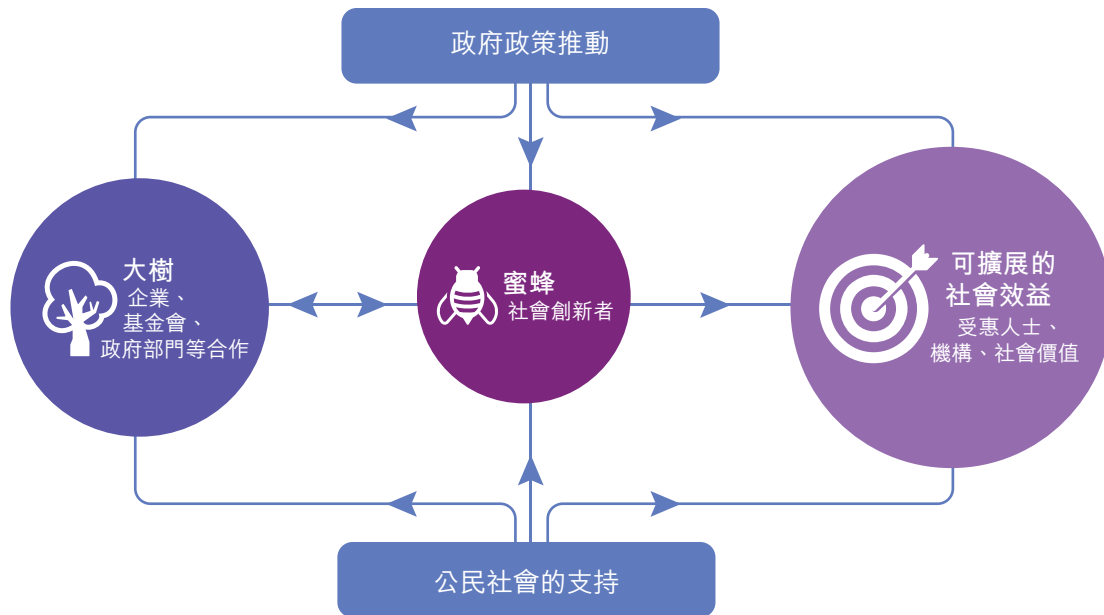 政府政策推動
大樹
企業、
基金會、
政府部門等合作
蜜蜂
社會創新者
可擴展的
社會效益
受惠人士、
機構、社會價值
公民社會的支持